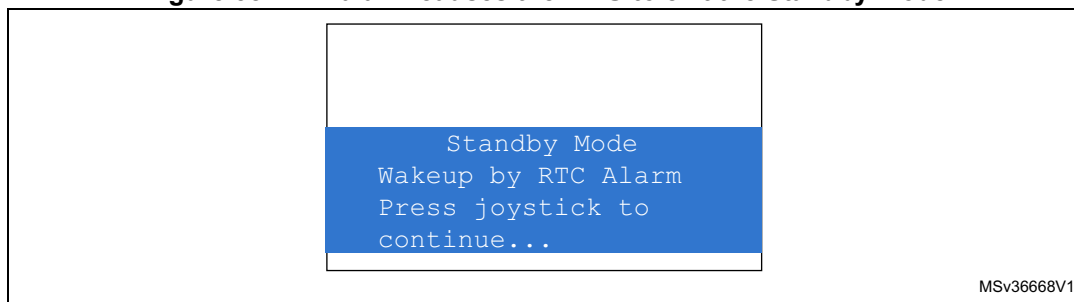 Standby Mode
Wakeup by RTC Alarm
Press joystick to
continue...
MSv36668V1